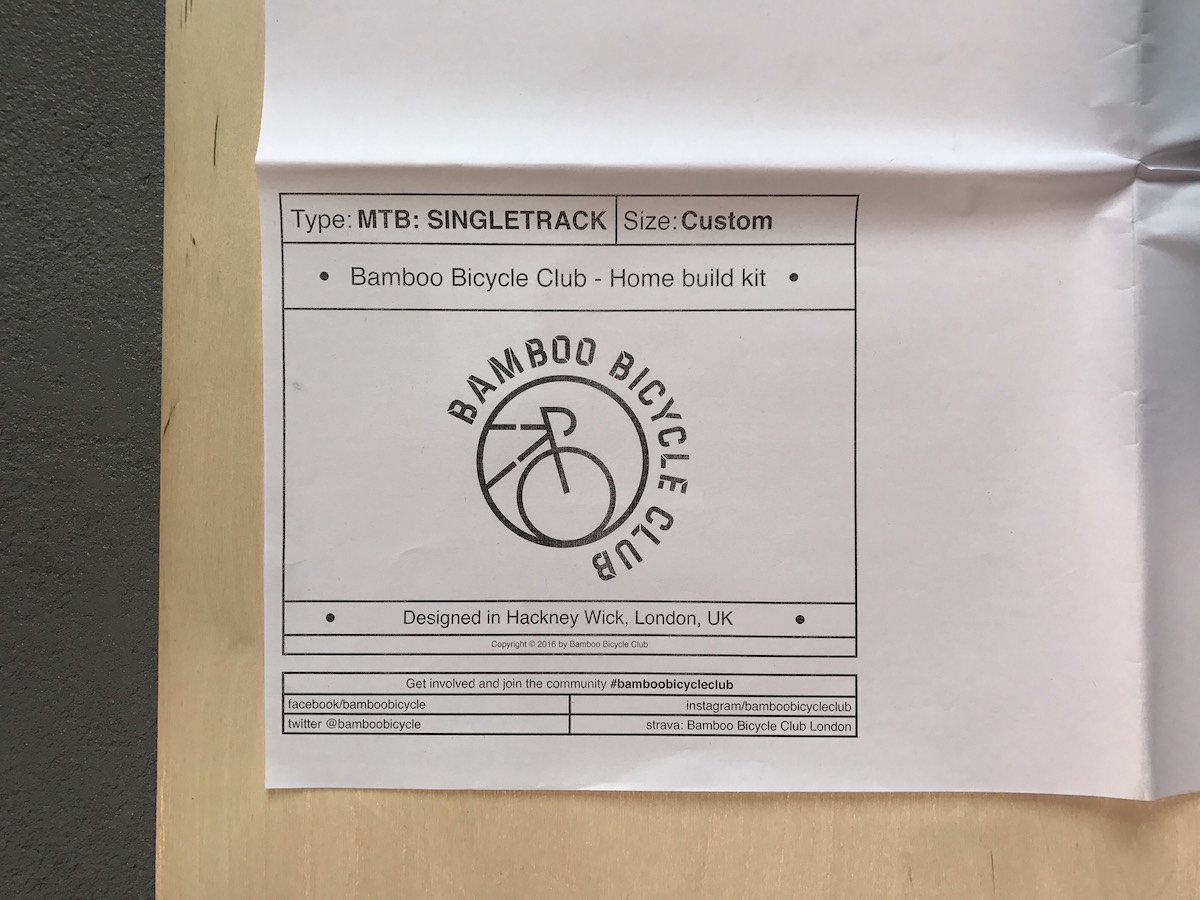 Type: MTB: SINGLETRACK Size: Custom
• Bamboo Bicycle Club - Home build kit •
BAMBOO BICYCLE CLUB
• Designed in Hackney Wick, London, UK •
Copyright © 2016 by Bamboo Bicycle Club
Get involved and join the community #bamboobicycleclub
facebook/bamboobicycle instagram/bamboobicycleclub
twitter @bamboobicycle strava: Bamboo Bicycle Club London